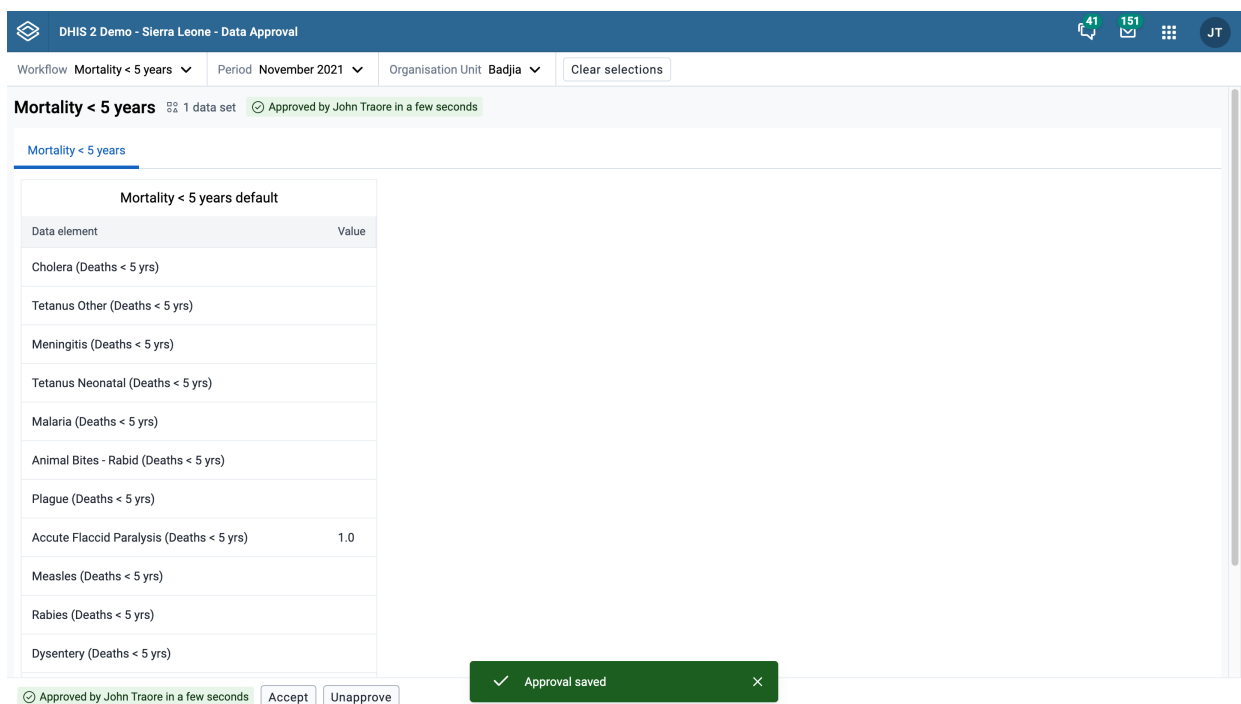 DHIS 2 Demo - Sierra Leone - Data Approval 41 151 JT
Workflow Mortality < 5 years Period November 2021 Organisation Unit Badjia Clear selections
Mortality < 5 years 1 data set Approved by John Traore in a few seconds
Mortality < 5 years
Mortality < 5 years default
Data element Value
Cholera (Deaths < 5 yrs)
Tetanus Other (Deaths < 5 yrs)
Meningitis (Deaths < 5 yrs)
Tetanus Neonatal (Deaths < 5 yrs)
Malaria (Deaths < 5 yrs)
Animal Bites - Rabid (Deaths < 5 yrs)
Plague (Deaths < 5 yrs)
Accute Flaccid Paralysis (Deaths < 5 yrs) 1.0
Measles (Deaths < 5 yrs)
Rabies (Deaths < 5 yrs)
Dysentery (Deaths < 5 yrs)
Approval saved
Approved by John Traore in a few seconds Accept Unapprove